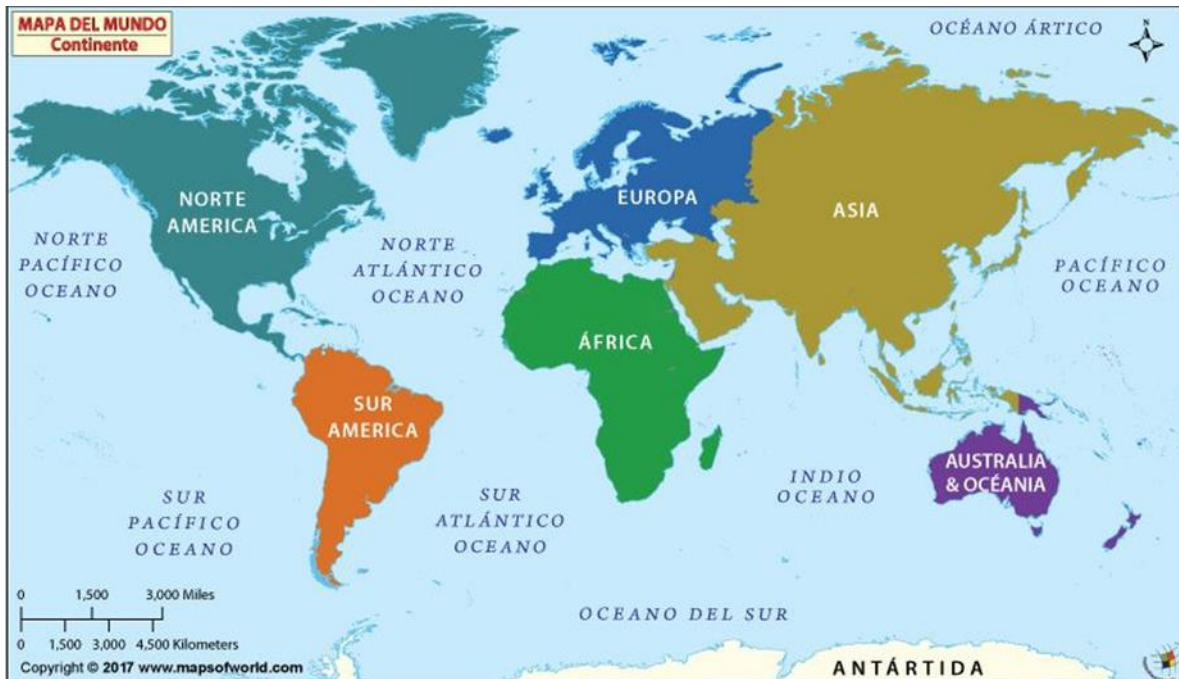 MAPA DEL MUNDO
Continente
OCÉANO ÁRTICO
N
NORTE
AMERICA
EUROPA
ASIA
NORTE
PACÍFICO
OCEANO
NORTE
ATLÁNTICO
OCEANO
PACÍFICO
OCEANO
ÁFRICA
SUR
AMERICA
AUSTRALIA
& OCÉANIA
INDIO
OCEANO
SUR
PACÍFICO
OCEANO
SUR
ATLÁNTICO
OCEANO
0 1,500 3,000 Miles
0 1,500 3,000 4,500 Kilometers
OCEANO DEL SUR
ANTÁRTIDA
Copyright © 2017 www.mapsofworld.com